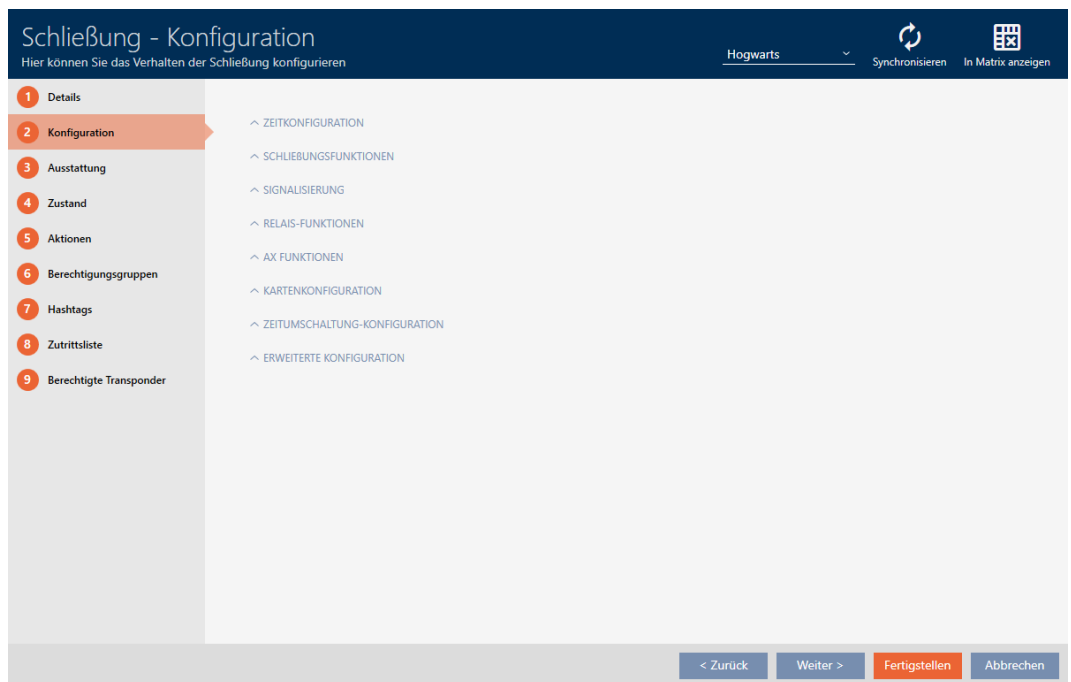 Schließung - Konfiguration
Hier können Sie das Verhalten der Schließung konfigurieren
Hogwarts
Synchronisieren
In Matrix anzeigen
1 Details
2 Konfiguration
3 Ausstattung
4 Zustand
5 Aktionen
6 Berechtigungsgruppen
7 Hashtags
8 Zutrittsliste
9 Berechtigte Transponder
ZEITKONFIGURATION
SCHLIEßUNGSFUNKTIONEN
SIGNALISIERUNG
RELAIS-FUNKTIONEN
AX FUNKTIONEN
KARTENKONFIGURATION
ZEITUMSCHALTUNG-KONFIGURATION
ERWEITERTE KONFIGURATION
< Zurück
Weiter >
Fertigstellen
Abbrechen